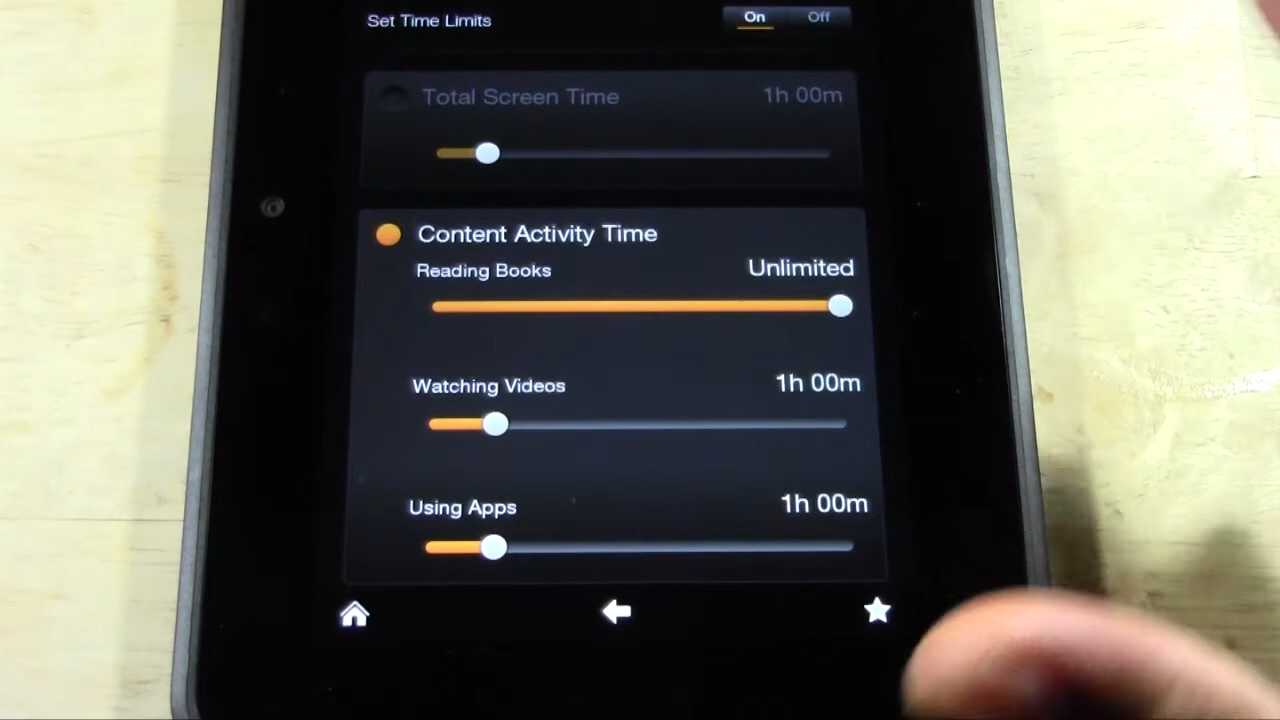 Set Time Limits On Off
Total Screen Time 1h 00m
Content Activity Time
Reading Books Unlimited
Watching Videos 1h 00m
Using Apps 1h 00m